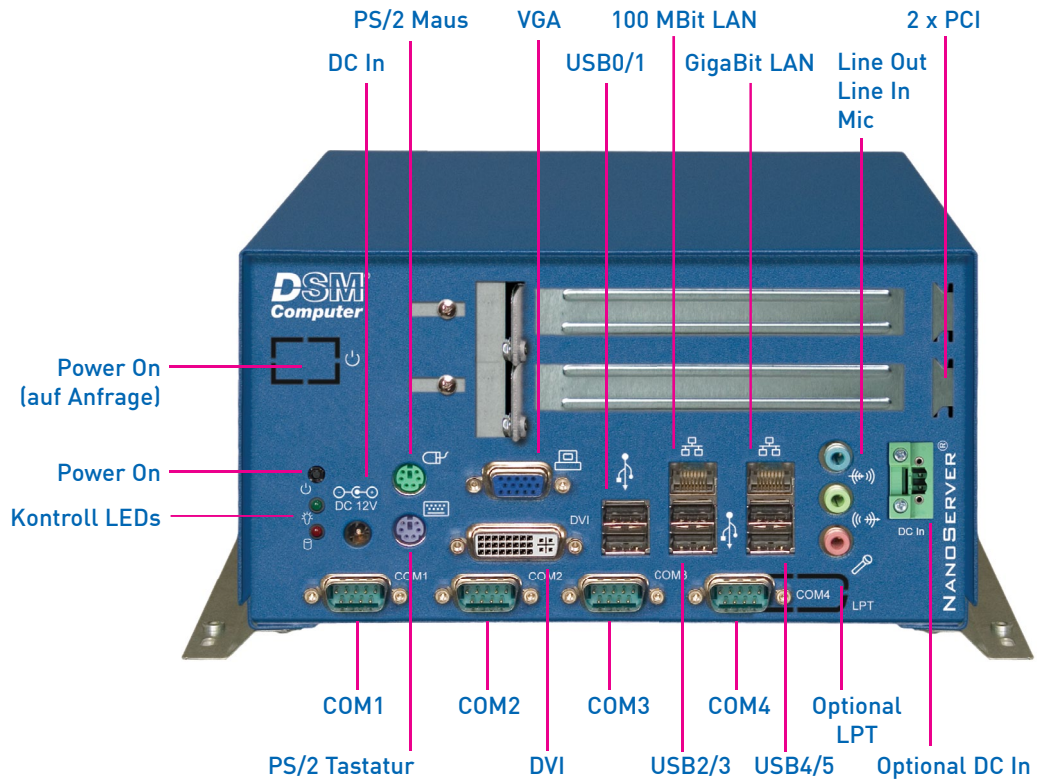 PS/2 Maus
VGA
100 MBit LAN
2 x PCI
DC In
USB0/1
GigaBit LAN
Line Out
Line In
Mic
DSM®
Computer
Power On
(auf Anfrage)
Power On
Kontroll LEDs
DC 12V
DVI
DC In
NANOSERVER®
COM1
COM2
COM3
COM4
LPT
COM1
COM2
COM3
COM4
Optional
LPT
PS/2 Tastatur
DVI
USB2/3
USB4/5
Optional DC In